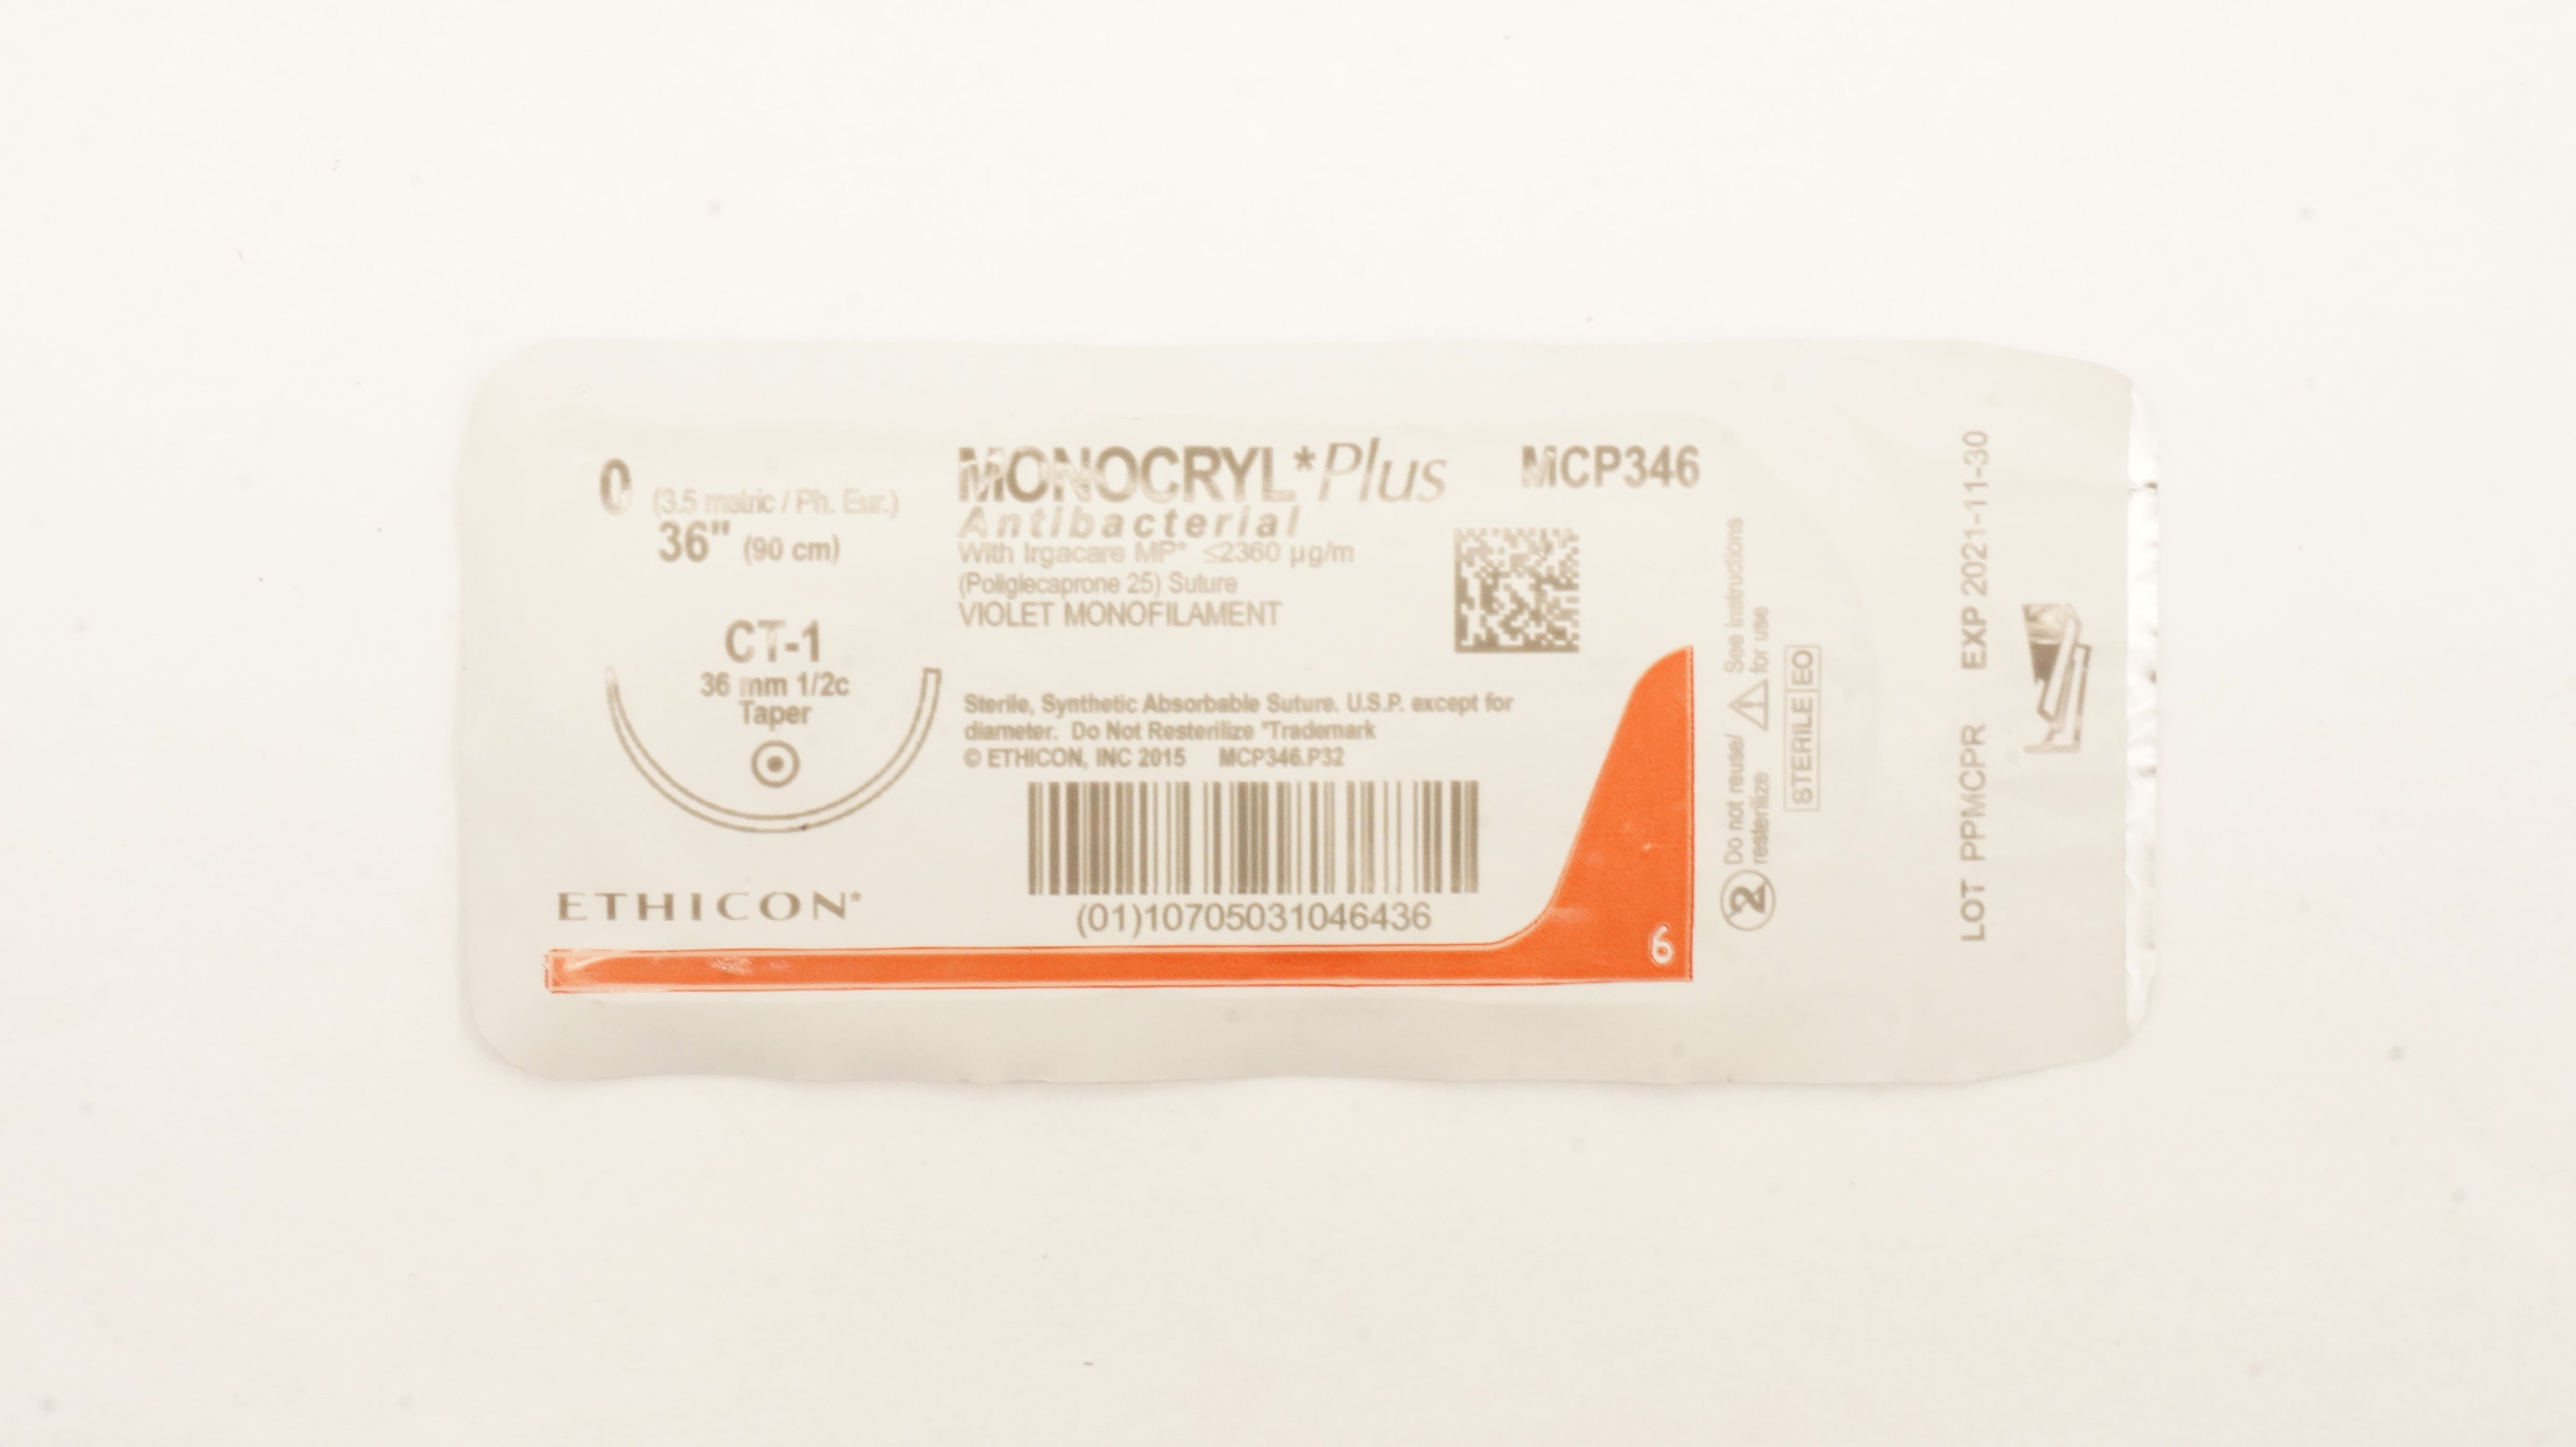 0 (3.5 matric / Ph. Eur.)
36" (90 cm)
CT-1
36 mm 1/2c
Taper
ETHICON*
MONOCRYL* Plus
Antibacterial
With Irgacare MP* ≤2360 µg/m
(Poliglecaprone 25) Suture
VIOLET MONOFILAMENT
MCP346
Sterile, Synthetic Absorbable Suture. U.S.P. except for
diameter. Do Not Resterilize *Trademark
© ETHICON, INC 2015 MCP346.P32
(01)10705031046436
6
2 Do not reuse/
resterilize
See instructions
for use
STERILE EO
LOT PPMCPR EXP 2021-11-30